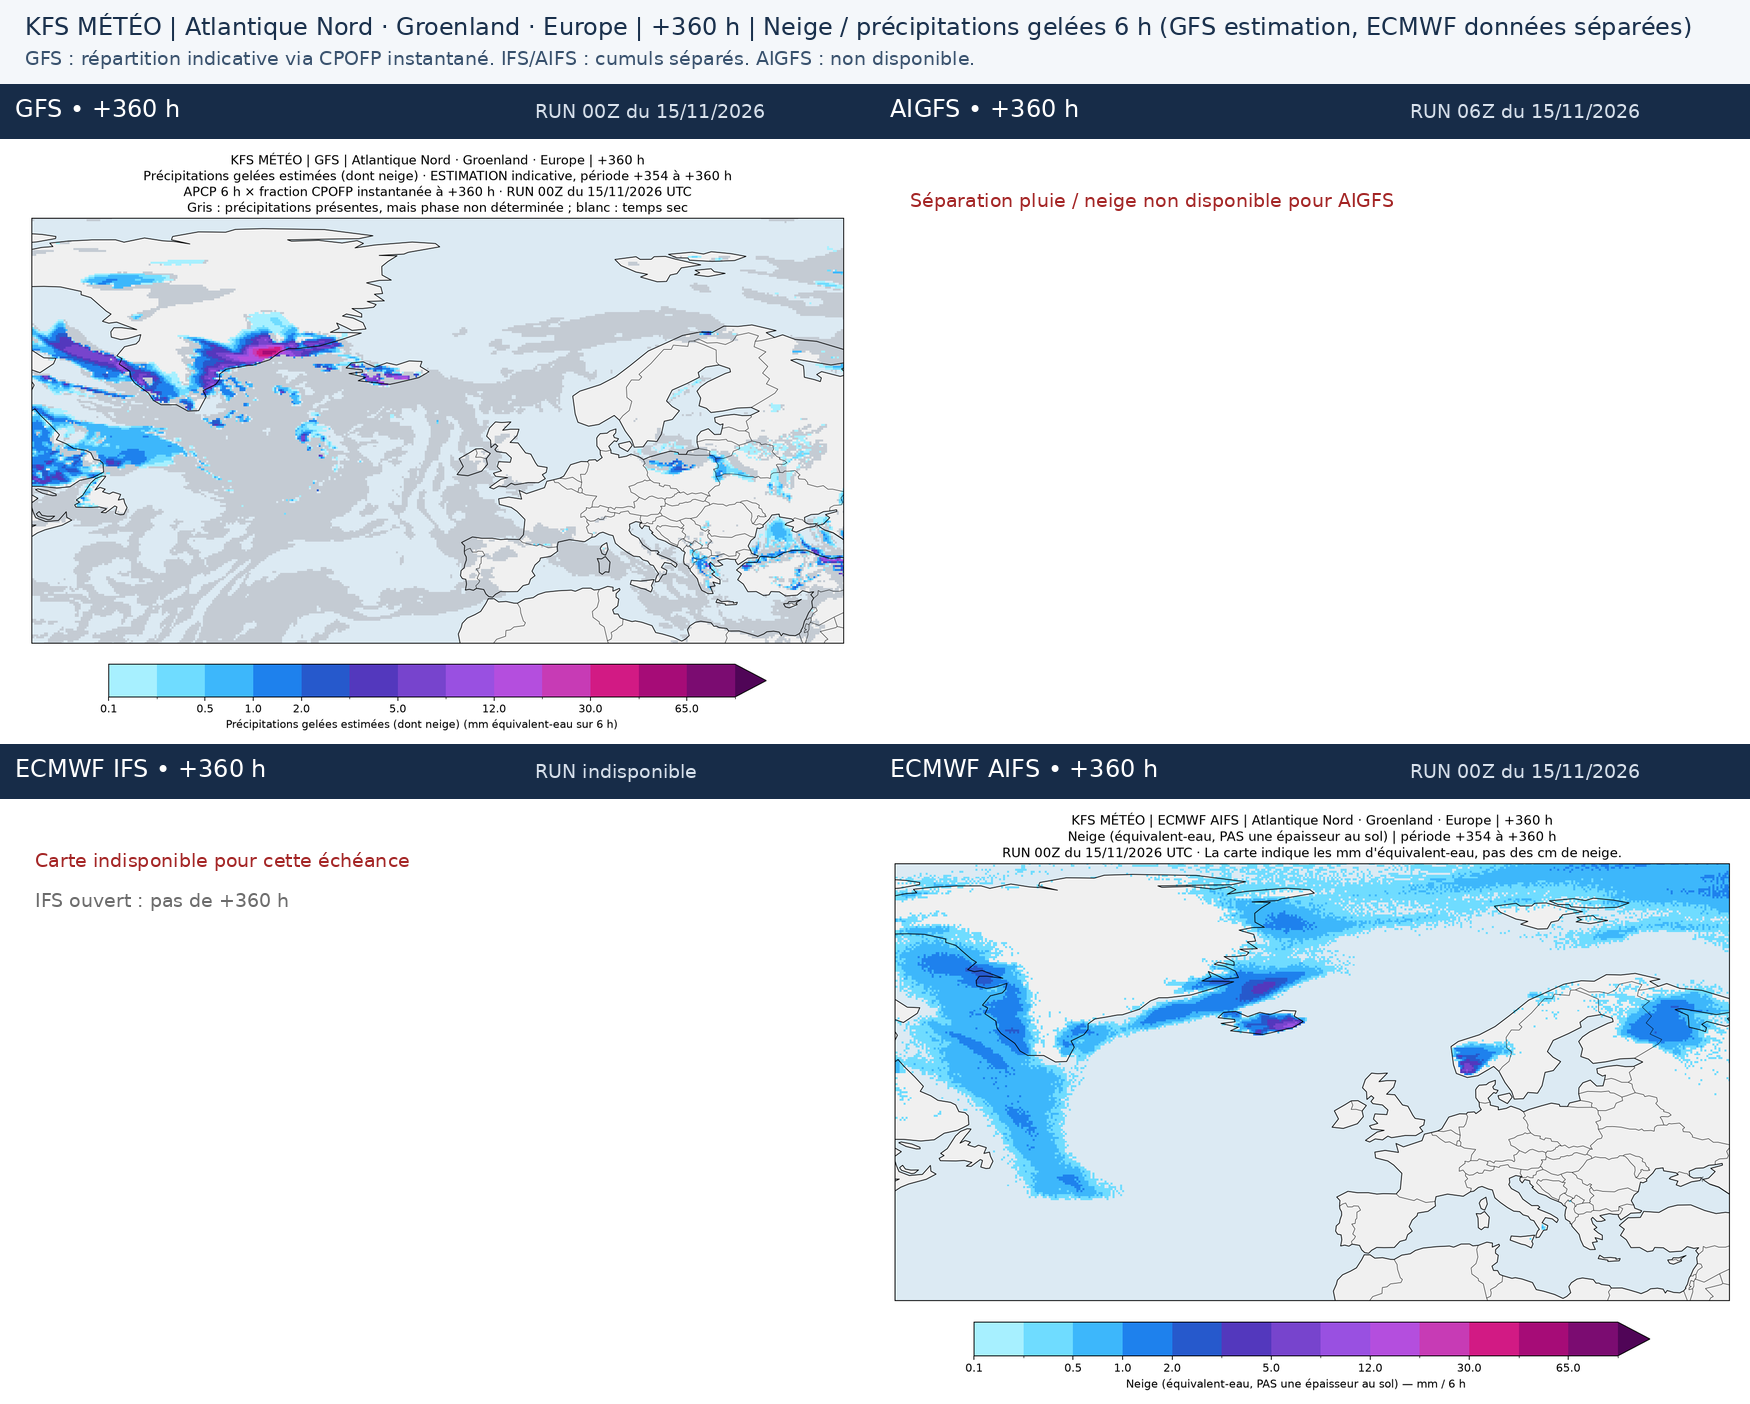 KFS MÉTÉO | Atlantique Nord · Groenland · Europe | +360 h | Neige / précipitations gelées 6 h (GFS estimation, ECMWF données séparées)
GFS : répartition indicative via CPOFP instantané. IFS/AIFS : cumuls séparés. AIGFS : non disponible.
GFS • +360 h
RUN 00Z du 15/11/2026
AIGFS • +360 h
RUN 06Z du 15/11/2026
KFS MÉTÉO | GFS | Atlantique Nord · Groenland · Europe | +360 h
Précipitations gelées estimées (dont neige) · ESTIMATION indicative, période +354 à +360 h
APCP 6 h × fraction CPOFP instantanée à +360 h · RUN 00Z du 15/11/2026 UTC
Gris : précipitations présentes, mais phase non déterminée ; blanc : temps sec
Séparation pluie / neige non disponible pour AIGFS
0.1 0.5 1.0 2.0 5.0 12.0 30.0 65.0
Précipitations gelées estimées (dont neige) (mm équivalent-eau sur 6 h)
ECMWF IFS • +360 h
RUN indisponible
ECMWF AIFS • +360 h
RUN 00Z du 15/11/2026
Carte indisponible pour cette échéance
IFS ouvert : pas de +360 h
KFS MÉTÉO | ECMWF AIFS | Atlantique Nord · Groenland · Europe | +360 h
Neige (équivalent-eau, PAS une épaisseur au sol) | période +354 à +360 h
RUN 00Z du 15/11/2026 UTC · La carte indique les mm d'équivalent-eau, pas des cm de neige.
0.1 0.5 1.0 2.0 5.0 12.0 30.0 65.0
Neige (équivalent-eau, PAS une épaisseur au sol) — mm / 6 h